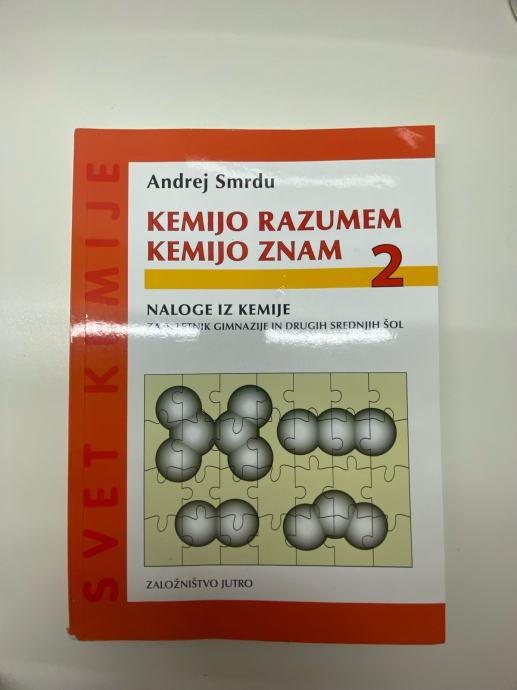 SVET KEMIJE
Andrej Smrdu
KEMIJO RAZUMEM
KEMIJO ZNAM
2
NALOGE IZ KEMIJE
ZA 2. LETNIK GIMNAZIJE IN DRUGIH SREDNJIH ŠOL
ZALOŽNIŠTVO JUTRO